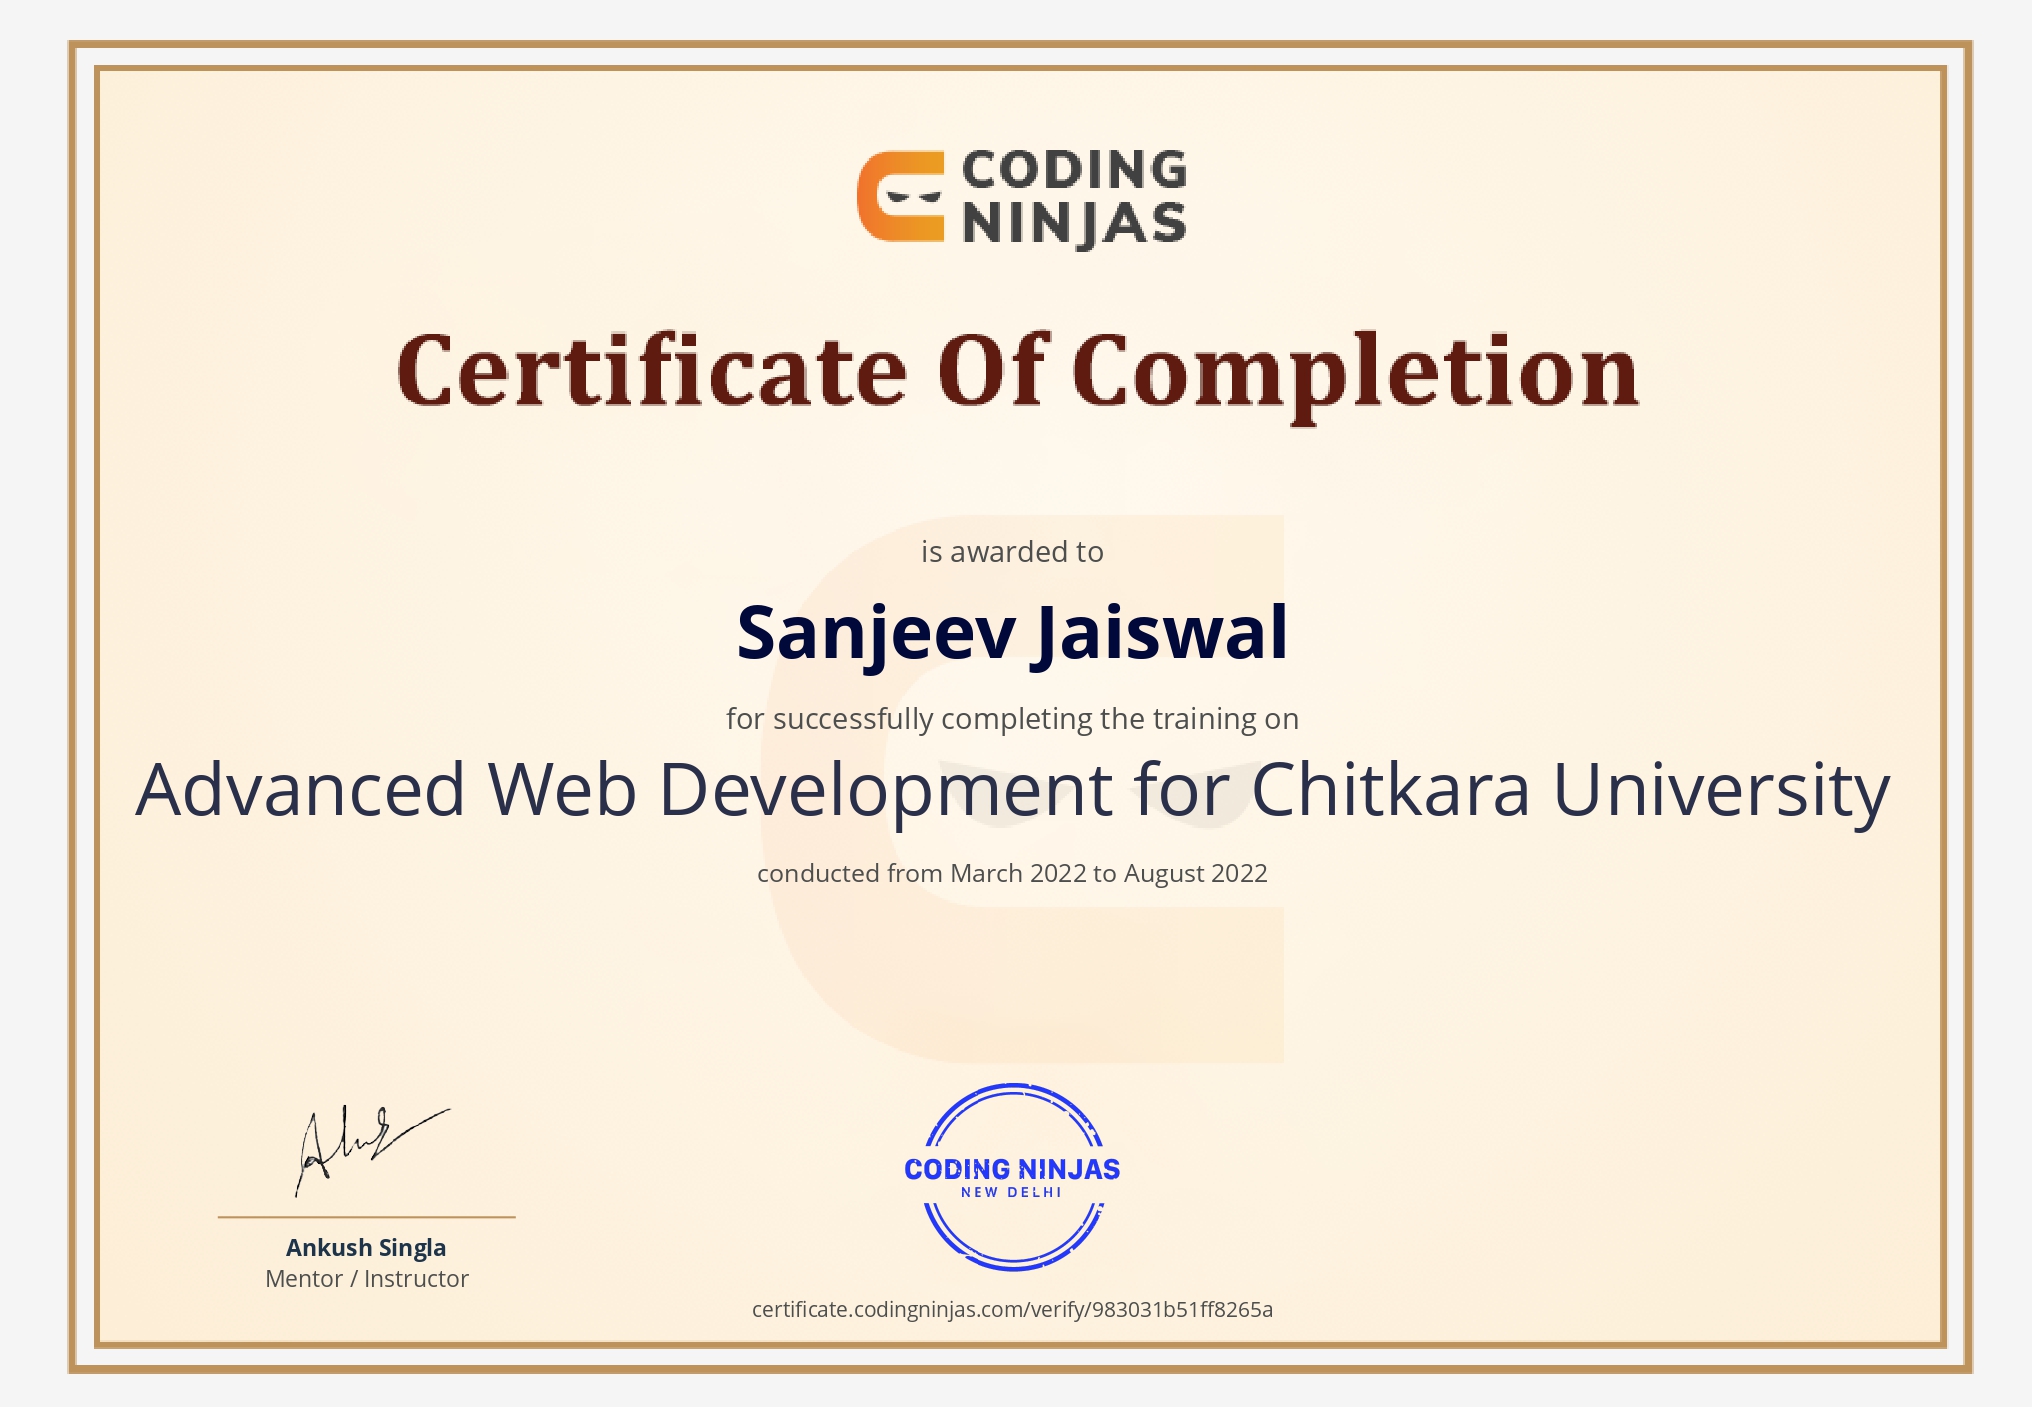 CODING
NINJAS
Certificate Of Completion
is awarded to
Sanjeev Jaiswal
for successfully completing the training on
Advanced Web Development for Chitkara University
conducted from March 2022 to August 2022
CODING NINJAS
NEW DELHI
Ankush Singla
Mentor / Instructor
certificate.codingninjas.com/verify/983031b51ff8265a